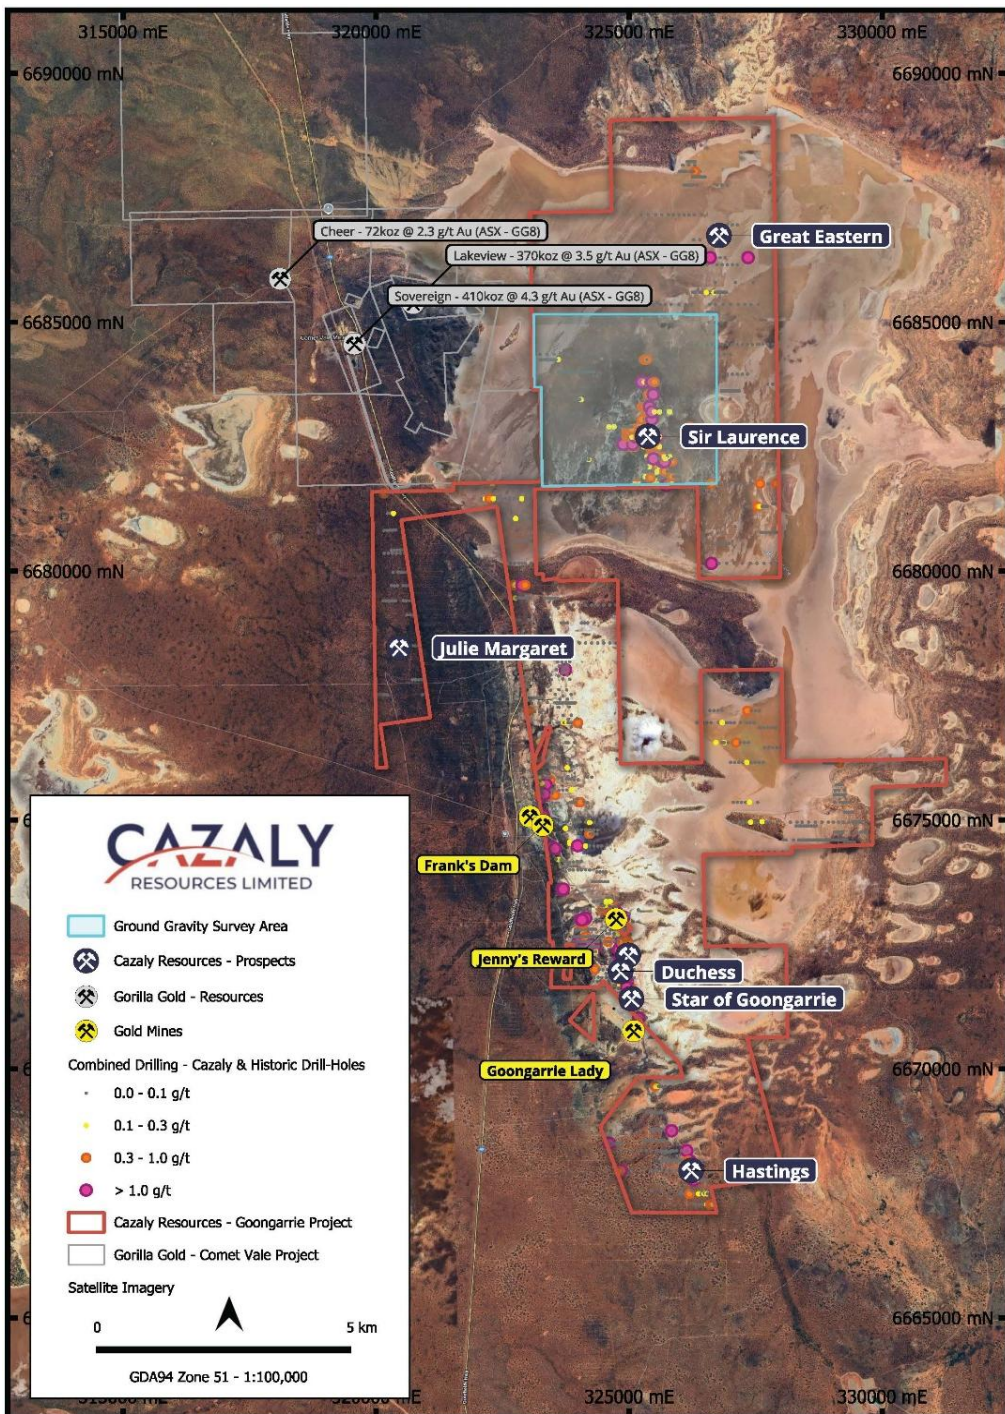 315000 mE
320000 mE
325000 mE
330000 mE
6690000 mN
6690000 mN
Cheer - 72koz @ 2.3 g/t Au (ASX - GG8)
Great Eastern
Lakeview - 370koz @ 3.5 g/t Au (ASX - GG8)
Sovereign - 410koz @ 4.3 g/t Au (ASX - GG8)
6685000 mN
6685000 mN
Sir Laurence
6680000 mN
6680000 mN
Julie Margaret
6675000 mN
Frank's Dam
Jenny's Reward
Duchess
Star of Goongarrie
Goongarrie Lady
6670000 mN
Hastings
6665000 mN
CAZALY
RESOURCES LIMITED
Ground Gravity Survey Area
Cazaly Resources - Prospects
Gorilla Gold - Resources
Gold Mines
Combined Drilling - Cazaly & Historic Drill-Holes
0.0 - 0.1 g/t
0.1 - 0.3 g/t
0.3 - 1.0 g/t
> 1.0 g/t
Cazaly Resources - Goongarrie Project
Gorilla Gold - Comet Vale Project
Satellite Imagery
0 5 km
GDA94 Zone 51 - 1:100,000
325000 mE
330000 mE